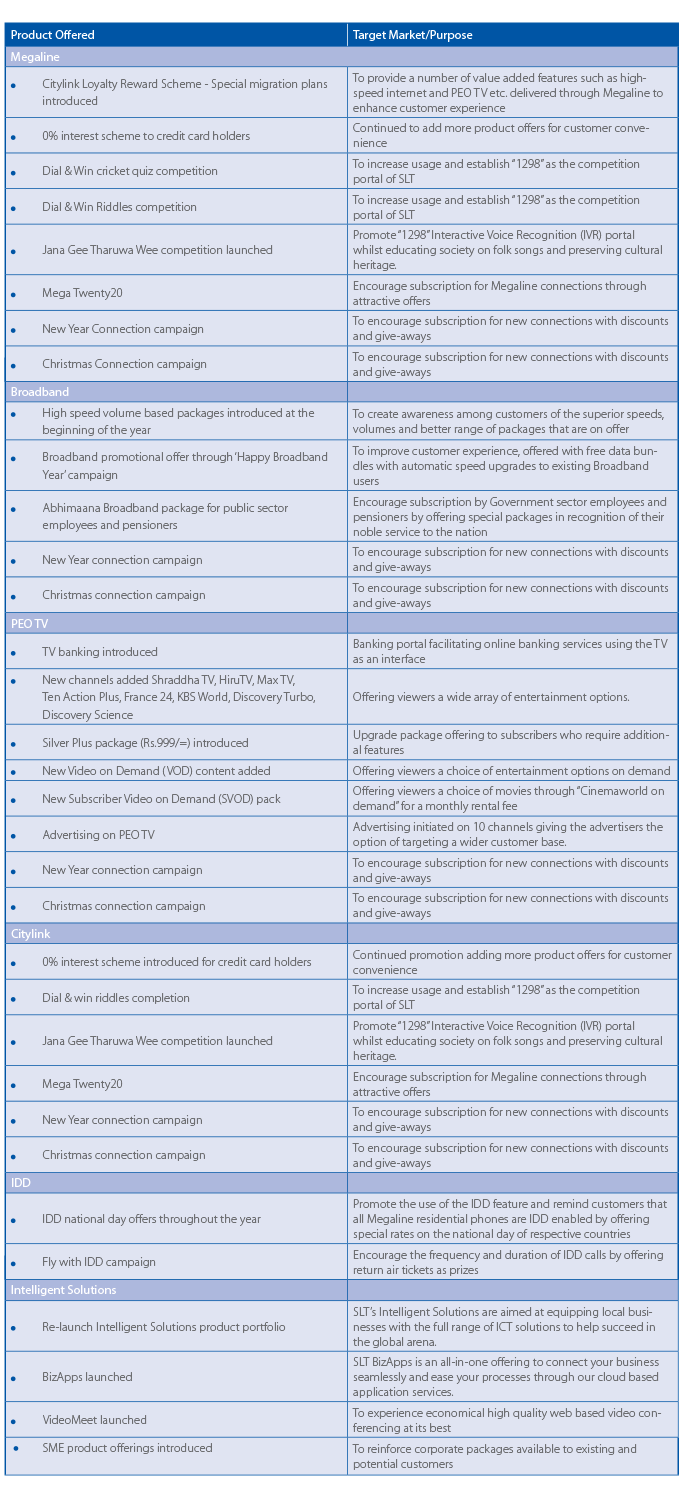 Product Offered
Target Market/Purpose
Megaline
• Citylink Loyalty Reward Scheme - Special migration plans
introduced
To provide a number of value added features such as high-
speed internet and PEO TV etc. delivered through Megaline to
enhance customer experience
• 0% interest scheme to credit card holders
Continued to add more product offers for customer conve-
nience
• Dial & Win cricket quiz competition
To increase usage and establish “1298” as the competition
portal of SLT
• Dial & Win Riddles competition
To increase usage and establish “1298” as the competition
portal of SLT
• Jana Gee Tharuwa Wee competition launched
Promote “1298” Interactive Voice Recognition (IVR) portal
whilst educating society on folk songs and preserving cultural
heritage.
• Mega Twenty20
Encourage subscription for Megaline connections through
attractive offers
• New Year Connection campaign
To encourage subscription for new connections with discounts
and give-aways
• Christmas Connection campaign
To encourage subscription for new connections with discounts
and give-aways
Broadband
• High speed volume based packages introduced at the
beginning of the year
To create awareness among customers of the superior speeds,
volumes and better range of packages that are on offer
• Broadband promotional offer through ‘Happy Broadband
Year’ campaign
To improve customer experience, offered with free data bun-
dles with automatic speed upgrades to existing Broadband
users
• Abhimaana Broadband package for public sector
employees and pensioners
Encourage subscription by Government sector employees and
pensioners by offering special packages in recognition of their
noble service to the nation
• New Year connection campaign
To encourage subscription for new connections with discounts
and give-aways
• Christmas connection campaign
To encourage subscription for new connections with discounts
and give-aways
PEO TV
• TV banking introduced
Banking portal facilitating online banking services using the TV
as an interface
• New channels added Shraddha TV, HiruTV, Max TV,
Ten Action Plus, France 24, KBS World, Discovery Turbo,
Discovery Science
Offering viewers a wide array of entertainment options.
• Silver Plus package (Rs.999/=) introduced
Upgrade package offering to subscribers who require addition-
al features
• New Video on Demand (VOD) content added
Offering viewers a choice of entertainment options on demand
• New Subscriber Video on Demand (SVOD) pack
Offering viewers a choice of movies through “Cinemaworld on
demand” for a monthly rental fee
• Advertising on PEO TV
Advertising initiated on 10 channels giving the advertisers the
option of targeting a wider customer base.
• New Year connection campaign
To encourage subscription for new connections with discounts
and give-aways
• Christmas connection campaign
To encourage subscription for new connections with discounts
and give-aways
Citylink
• 0% interest scheme introduced for credit card holders
Continued promotion adding more product offers for customer
convenience
• Dial & win riddles completion
To increase usage and establish “1298” as the competition
portal of SLT
• Jana Gee Tharuwa Wee competition launched
Promote “1298” Interactive Voice Recognition (IVR) portal
whilst educating society on folk songs and preserving cultural
heritage.
• Mega Twenty20
Encourage subscription for Megaline connections through
attractive offers
• New Year connection campaign
To encourage subscription for new connections with discounts
and give-aways
• Christmas connection campaign
To encourage subscription for new connections with discounts
and give-aways
IDD
• IDD national day offers throughout the year
Promote the use of the IDD feature and remind customers that
all Megaline residential phones are IDD enabled by offering
special rates on the national day of respective countries
• Fly with IDD campaign
Encourage the frequency and duration of IDD calls by offering
return air tickets as prizes
Intelligent Solutions
• Re-launch Intelligent Solutions product portfolio
SLT’s Intelligent Solutions are aimed at equipping local busi-
nesses with the full range of ICT solutions to help succeed in
the global arena.
• BizApps launched
SLT BizApps is an all-in-one offering to connect your business
seamlessly and ease your processes through our cloud based
application services.
• VideoMeet launched
To experience economical high quality web based video con-
ferencing at its best
• SME product offerings introduced
To reinforce corporate packages available to existing and
potential customers